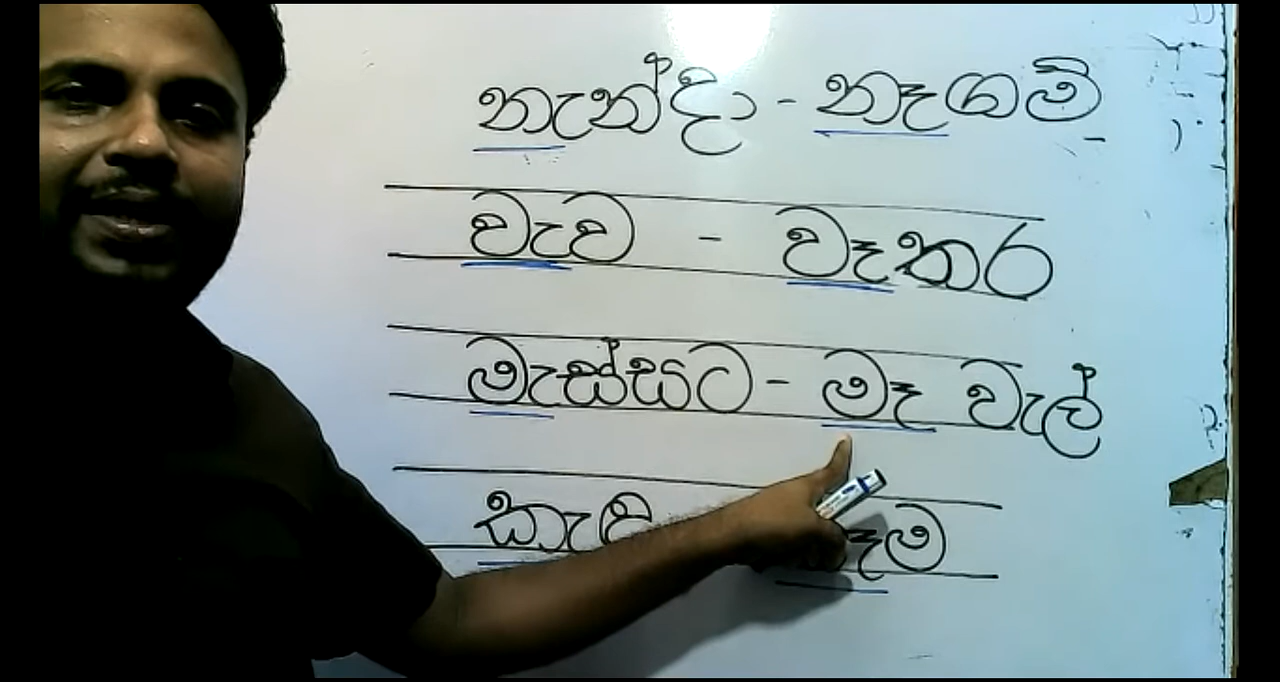 නැන්දා - නෑගම්
වැව - වෑතර
මැස්සට - මෑ වැල්